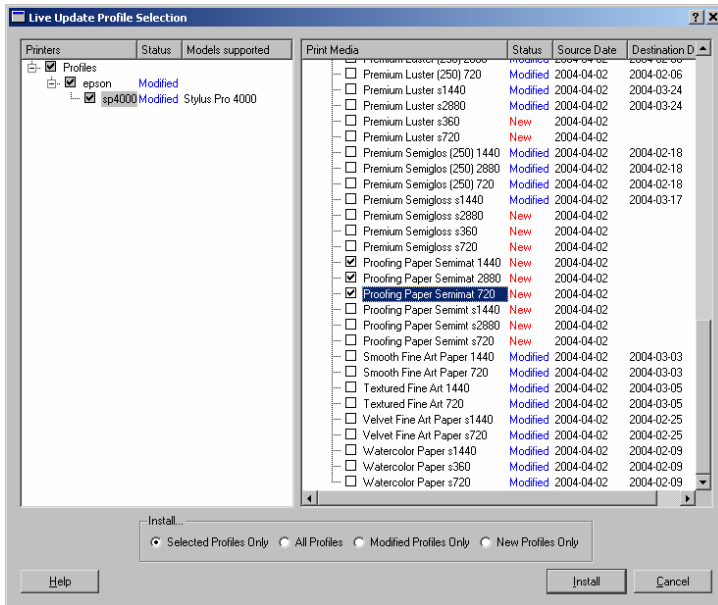 Live Update Profile Selection
Printers Status Models supported
Profiles
epson Modified
sp4000 Modified Stylus Pro 4000
Print Media Status Source Date Destination D
Premium Luster (250) 2880 Modified 2004-04-02 2004-02-06
Premium Luster (250) 720 Modified 2004-04-02 2004-02-06
Premium Luster s1440 Modified 2004-04-02 2004-03-24
Premium Luster s2880 Modified 2004-04-02 2004-03-24
Premium Luster s360 New 2004-04-02
Premium Luster s720 New 2004-04-02
Premium Semiglos (250) 1440 Modified 2004-04-02 2004-02-18
Premium Semiglos (250) 2880 Modified 2004-04-02 2004-02-18
Premium Semiglos (250) 720 Modified 2004-04-02 2004-02-18
Premium Semigloss s1440 Modified 2004-04-02 2004-03-17
Premium Semigloss s2880 New 2004-04-02
Premium Semigloss s360 New 2004-04-02
Premium Semigloss s720 New 2004-04-02
Proofing Paper Semimat 1440 New 2004-04-02
Proofing Paper Semimat 2880 New 2004-04-02
Proofing Paper Semimat 720 New 2004-04-02
Proofing Paper Semimt s1440 New 2004-04-02
Proofing Paper Semimt s2880 New 2004-04-02
Proofing Paper Semimt s720 New 2004-04-02
Smooth Fine Art Paper 1440 Modified 2004-04-02 2004-03-03
Smooth Fine Art Paper 720 Modified 2004-04-02 2004-03-03
Textured Fine Art 1440 Modified 2004-04-02 2004-03-05
Textured Fine Art 720 Modified 2004-04-02 2004-03-05
Velvet Fine Art Paper s1440 Modified 2004-04-02 2004-02-25
Velvet Fine Art Paper s720 Modified 2004-04-02 2004-02-25
Watercolor Paper s1440 Modified 2004-04-02 2004-02-09
Watercolor Paper s360 Modified 2004-04-02 2004-02-09
Watercolor Paper s720 Modified 2004-04-02 2004-02-09
Install...
Selected Profiles Only All Profiles Modified Profiles Only New Profiles Only
Help Install Cancel